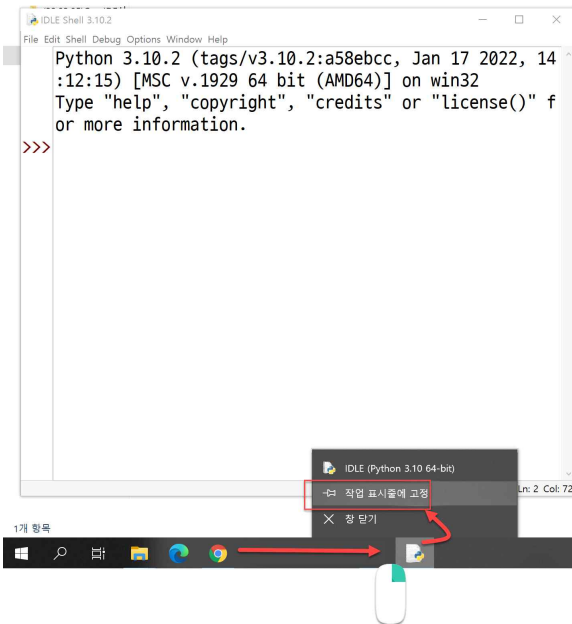 IDLE Shell 3.10.2
File Edit Shell Debug Options Window Help
Python 3.10.2 (tags/v3.10.2:a58ebcc, Jan 17 2022, 14
:12:15) [MSC v.1929 64 bit (AMD64)] on win32
Type "help", "copyright", "credits" or "license()" f
or more information.
>>>
IDLE (Python 3.10 64-bit)
작업 표시줄에 고정
창 닫기
Ln: 2 Col: 72
1개 항목